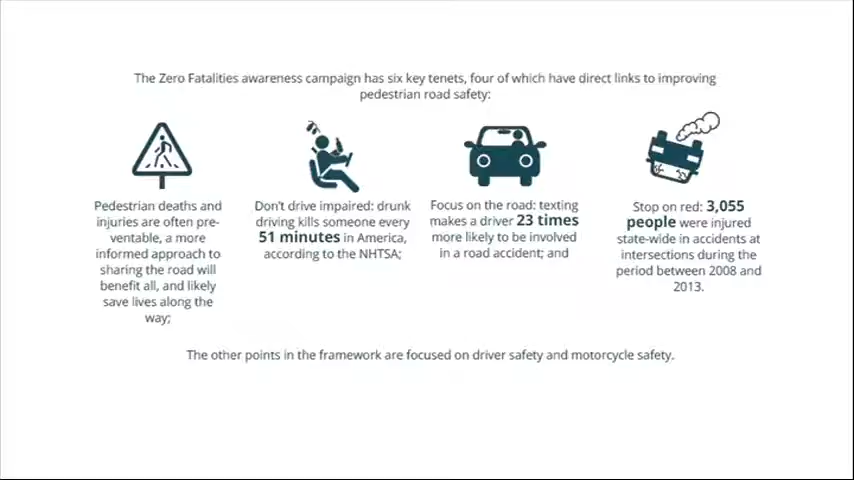 The Zero Fatalities awareness campaign has six key tenets, four of which have direct links to improving
pedestrian road safety:
Pedestrian deaths and
injuries are often pre-
ventable, a more
informed approach to
sharing the road will
benefit all, and likely
save lives along the
way;
Don't drive impaired: drunk
driving kills someone every
51 minutes in America,
according to the NHTSA;
Focus on the road: texting
makes a driver 23 times
more likely to be involved
in a road accident; and
Stop on red: 3,055
people were injured
state-wide in accidents at
intersections during the
period between 2008 and
2013.
The other points in the framework are focused on driver safety and motorcycle safety.